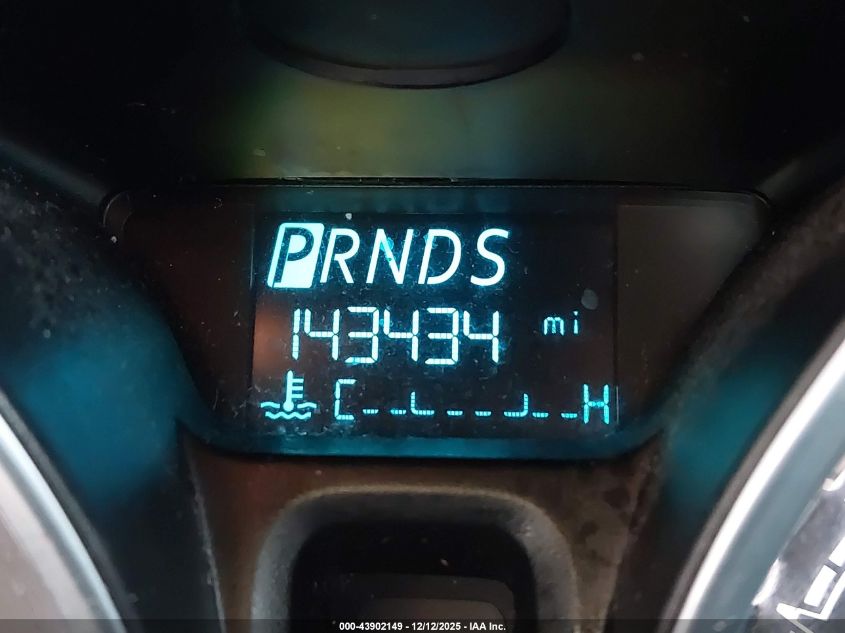 PRNDS
143434 mi
C H
000-43902149 - 12/12/2025 - IAA Inc.